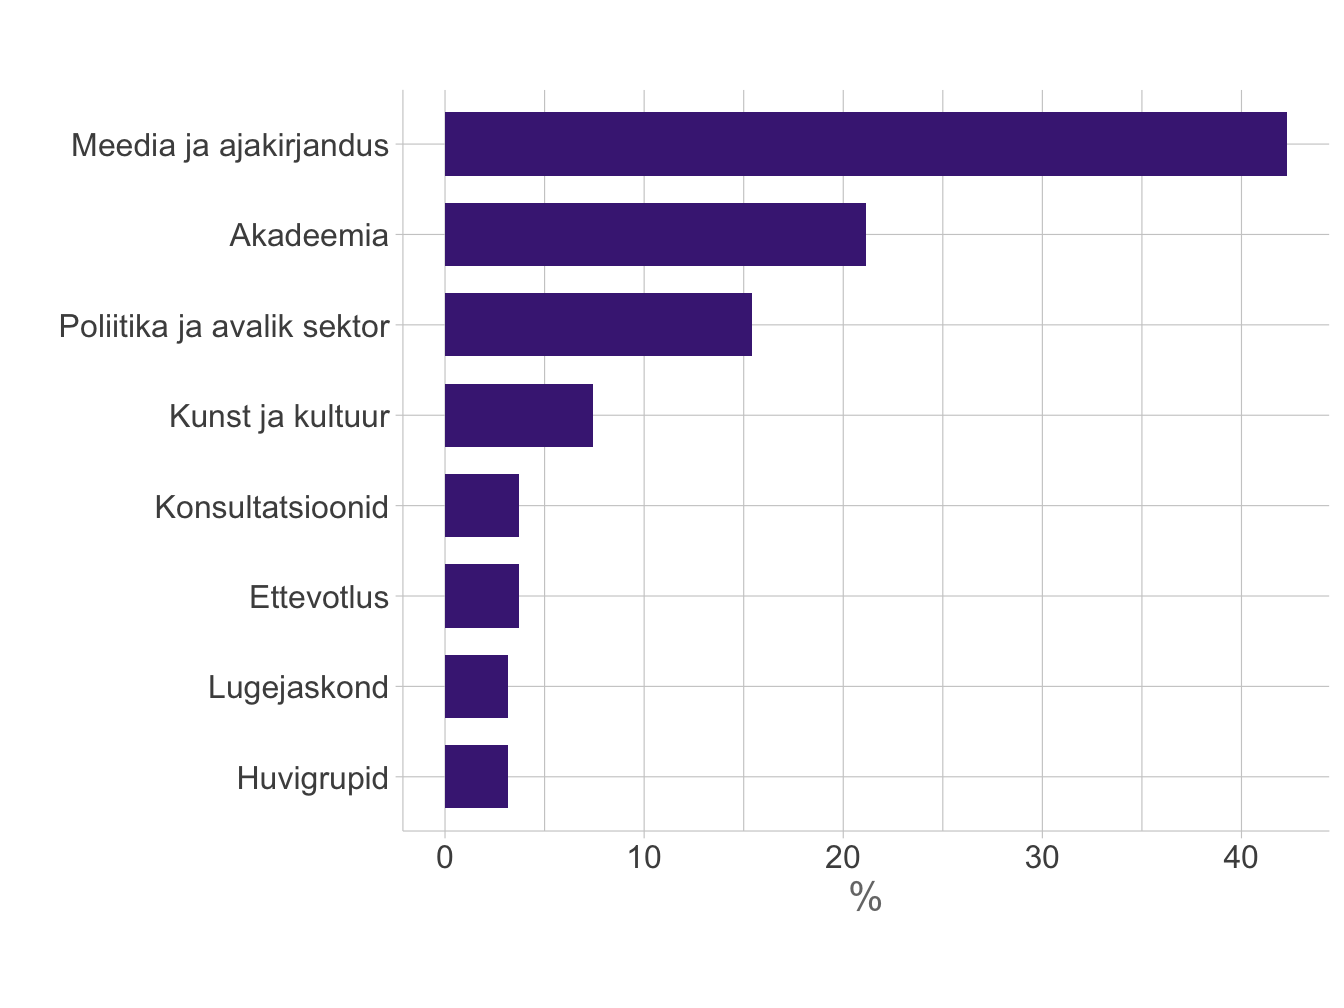 Meedia ja ajakirjandus
Akadeemia
Poliitika ja avalik sektor
Kunst ja kultuur
Konsultatsioonid
Ettevotlus
Lugejaskond
Huvigrupid
0 10 20 30 40
%